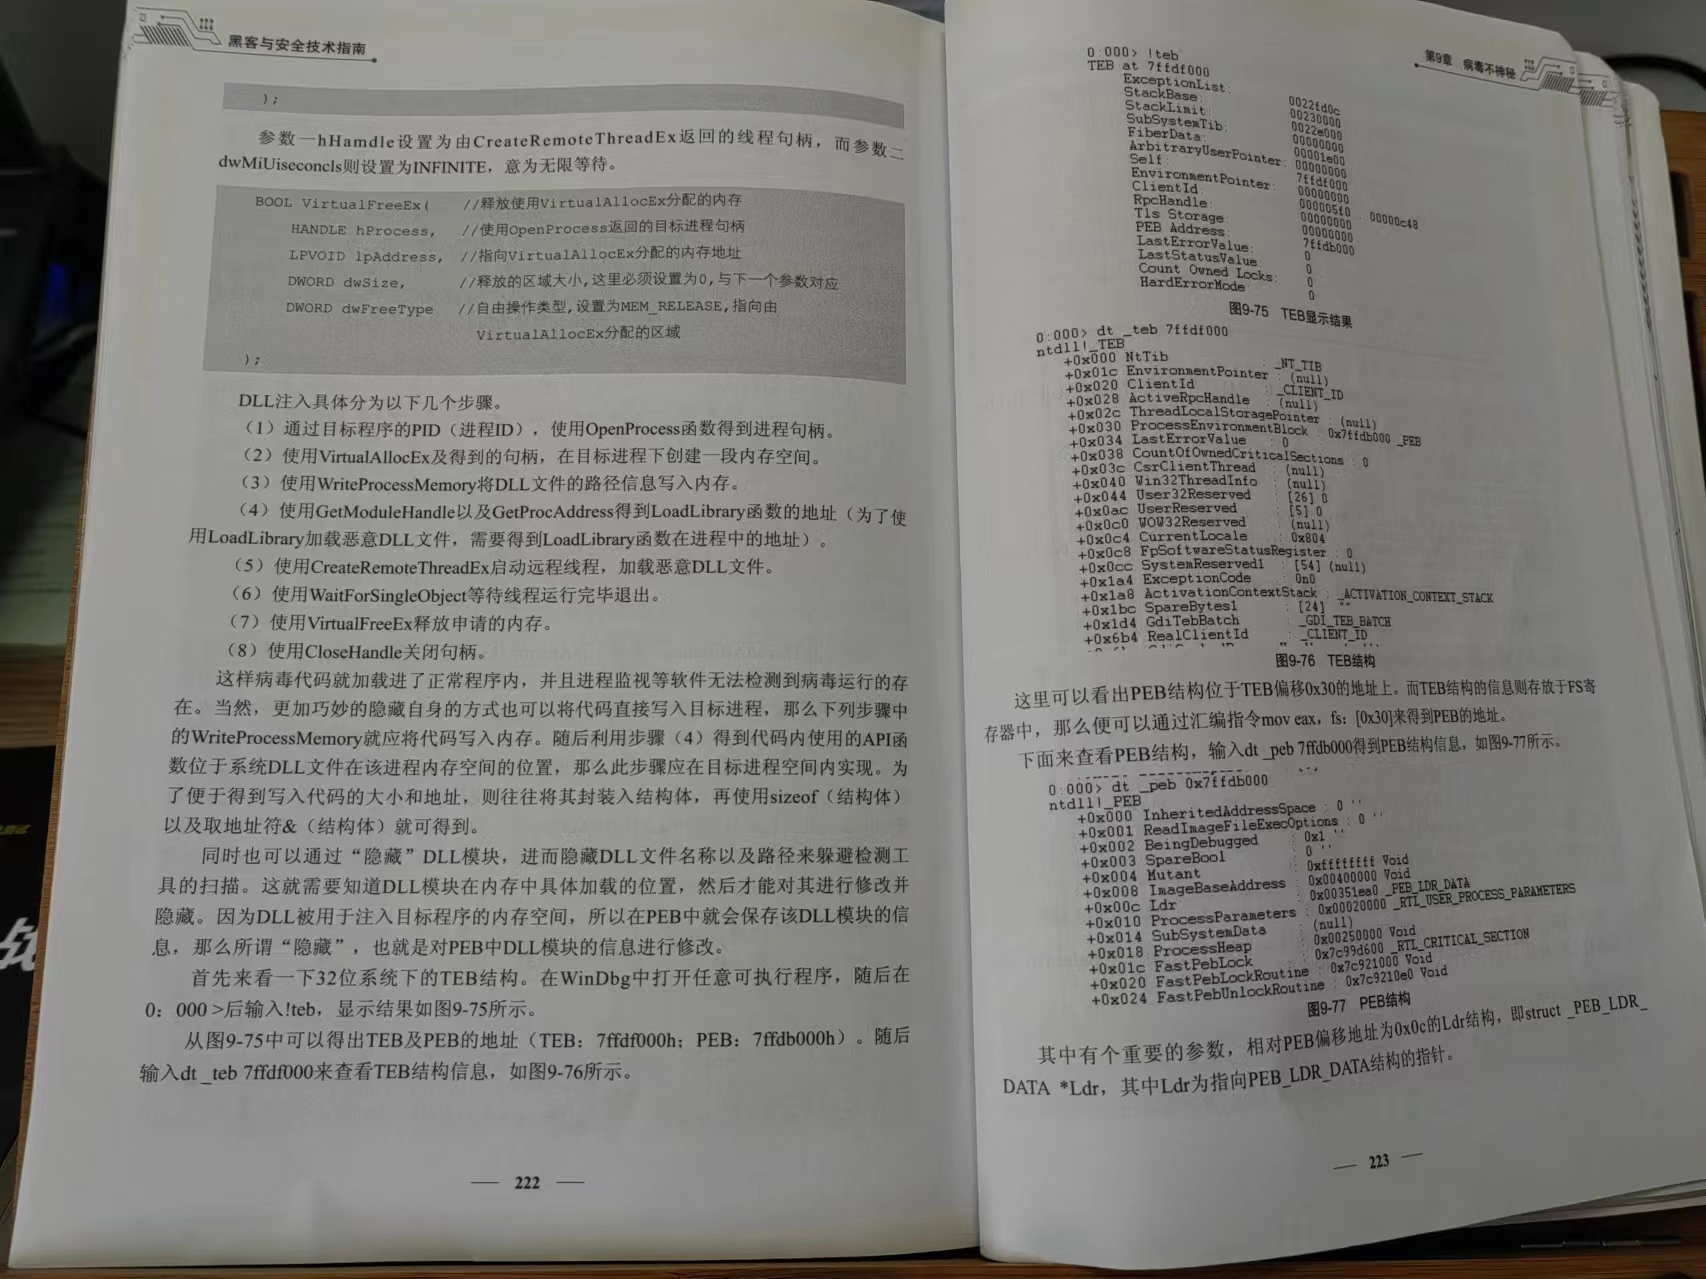 黑客与安全技术指南
);
参数一hHamdle设置为由CreateRemoteThreadEx返回的线程句柄，而参数二
dwMiUiseconcls则设置为INFINITE，意为无限等待。
BOOL VirtualFreeEx( //释放使用VirtualAllocEx分配的内存
HANDLE hProcess, //使用OpenProcess返回的目标进程句柄
LPVOID lpAddress, //指向VirtualAllocEx分配的内存地址
DWORD dwSize, //释放的区域大小,这里必须设置为0,与下一个参数对应
DWORD dwFreeType //自由操作类型,设置为MEM_RELEASE,指向由
VirtualAllocEx分配的区域
);
DLL注入具体分为以下几个步骤。
（1）通过目标程序的PID（进程ID），使用OpenProcess函数得到进程句柄。
（2）使用VirtualAllocEx及得到的句柄，在目标进程下创建一段内存空间。
（3）使用WriteProcessMemory将DLL文件的路径信息写入内存。
（4）使用GetModuleHandle以及GetProcAddress得到LoadLibrary函数的地址（为了使
用LoadLibrary加载恶意DLL文件，需要得到LoadLibrary函数在进程中的地址）。
（5）使用CreateRemoteThreadEx启动远程线程，加载恶意DLL文件。
（6）使用WaitForSingleObject等待线程运行完毕退出。
（7）使用VirtualFreeEx释放申请的内存。
（8）使用CloseHandle关闭句柄。
这样病毒代码就加载进了正常程序内，并且进程监视等软件无法检测到病毒运行的存
在。当然，更加巧妙的隐藏自身的方式也可以将代码直接写入目标进程，那么下列步骤中
的WriteProcessMemory就应将代码写入内存。随后利用步骤（4）得到代码内使用的API函
数位于系统DLL文件在该进程内存空间的位置，那么此步骤应在目标进程空间内实现。为
了便于得到写入代码的大小和地址，则往往将其封装入结构体，再使用sizeof（结构体）
以及取地址符&（结构体）就可得到。
同时也可以通过“隐藏”DLL模块，进而隐藏DLL文件名称以及路径来躲避检测工
具的扫描。这就需要知道DLL模块在内存中具体加载的位置，然后才能对其进行修改并
隐藏。因为DLL被用于注入目标程序的内存空间，所以在PEB中就会保存该DLL模块的信
息，那么所谓“隐藏”，也就是对PEB中DLL模块的信息进行修改。
首先来看一下32位系统下的TEB结构。在WinDbg中打开任意可执行程序，随后在
0：000 >后输入!teb，显示结果如图9-75所示。
从图9-75中可以得出TEB及PEB的地址（TEB：7ffdf000h；PEB：7ffdb000h）。随后
输入dt _teb 7ffdf000来查看TEB结构信息，如图9-76所示。
— 222 —
第9章 病毒不神秘
0:000> !teb
TEB at 7ffdf000
ExceptionList: 0022fd0c
StackBase: 00230000
StackLimit: 0022e000
SubSystemTib: 00000000
FiberData: 00001e00
ArbitraryUserPointer: 00000000
Self: 7ffdf000
EnvironmentPointer: 00000000
ClientId: 000005f0 . 00000c48
RpcHandle: 00000000
Tls Storage: 00000000
PEB Address: 7ffdb000
LastErrorValue: 0
LastStatusValue: 0
Count Owned Locks: 0
HardErrorMode 0
图9-75 TEB显示结果
0:000> dt _teb 7ffdf000
ntdll!_TEB
+0x000 NtTib : _NT_TIB
+0x01c EnvironmentPointer : (null)
+0x020 ClientId : _CLIENT_ID
+0x028 ActiveRpcHandle : (null)
+0x02c ThreadLocalStoragePointer : (null)
+0x030 ProcessEnvironmentBlock : 0x7ffdb000 _PEB
+0x034 LastErrorValue : 0
+0x038 CountOfOwnedCriticalSections : 0
+0x03c CsrClientThread : (null)
+0x040 Win32ThreadInfo : (null)
+0x044 User32Reserved : [26] 0
+0x0ac UserReserved : [5] 0
+0x0c0 WOW32Reserved : (null)
+0x0c4 CurrentLocale : 0x804
+0x0c8 FpSoftwareStatusRegister : 0
+0x0cc SystemReserved1 : [54] (null)
+0x1a4 ExceptionCode : 0n0
+0x1a8 ActivationContextStack : _ACTIVATION_CONTEXT_STACK
+0x1bc SpareBytes1 : [24] ""
+0x1d4 GdiTebBatch : _GDI_TEB_BATCH
+0x6b4 RealClientId : _CLIENT_ID
图9-76 TEB结构
这里可以看出PEB结构位于TEB偏移0x30的地址上。而TEB结构的信息则存放于FS寄
存器中，那么便可以通过汇编指令mov eax，fs：[0x30]来得到PEB的地址。
下面来查看PEB结构，输入dt _peb 7ffdb000得到PEB结构信息，如图9-77所示。
0:000> dt _peb 0x7ffdb000
ntdll!_PEB
+0x000 InheritedAddressSpace : 0 ''
+0x001 ReadImageFileExecOptions : 0 ''
+0x002 BeingDebugged : 0x1 ''
+0x003 SpareBool : 0 ''
+0x004 Mutant : 0xffffffff Void
+0x008 ImageBaseAddress : 0x00400000 Void
+0x00c Ldr : 0x00351ea0 _PEB_LDR_DATA
+0x010 ProcessParameters : 0x00020000 _RTL_USER_PROCESS_PARAMETERS
+0x014 SubSystemData : (null)
+0x018 ProcessHeap : 0x00250000 Void
+0x01c FastPebLock : 0x7c99d600 _RTL_CRITICAL_SECTION
+0x020 FastPebLockRoutine : 0x7c921000 Void
+0x024 FastPebUnlockRoutine : 0x7c9210e0 Void
图9-77 PEB结构
其中有个重要的参数，相对PEB偏移地址为0x0c的Ldr结构，即struct _PEB_LDR_
DATA *Ldr，其中Ldr为指向PEB_LDR_DATA结构的指针。
— 223 —